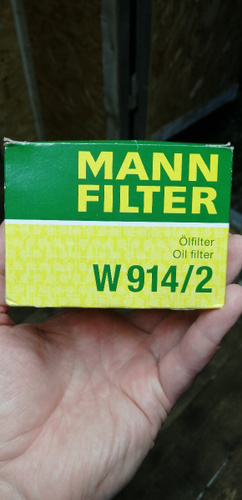 MANN
FILTER
Ölfilter
Oil filter
W 914/2